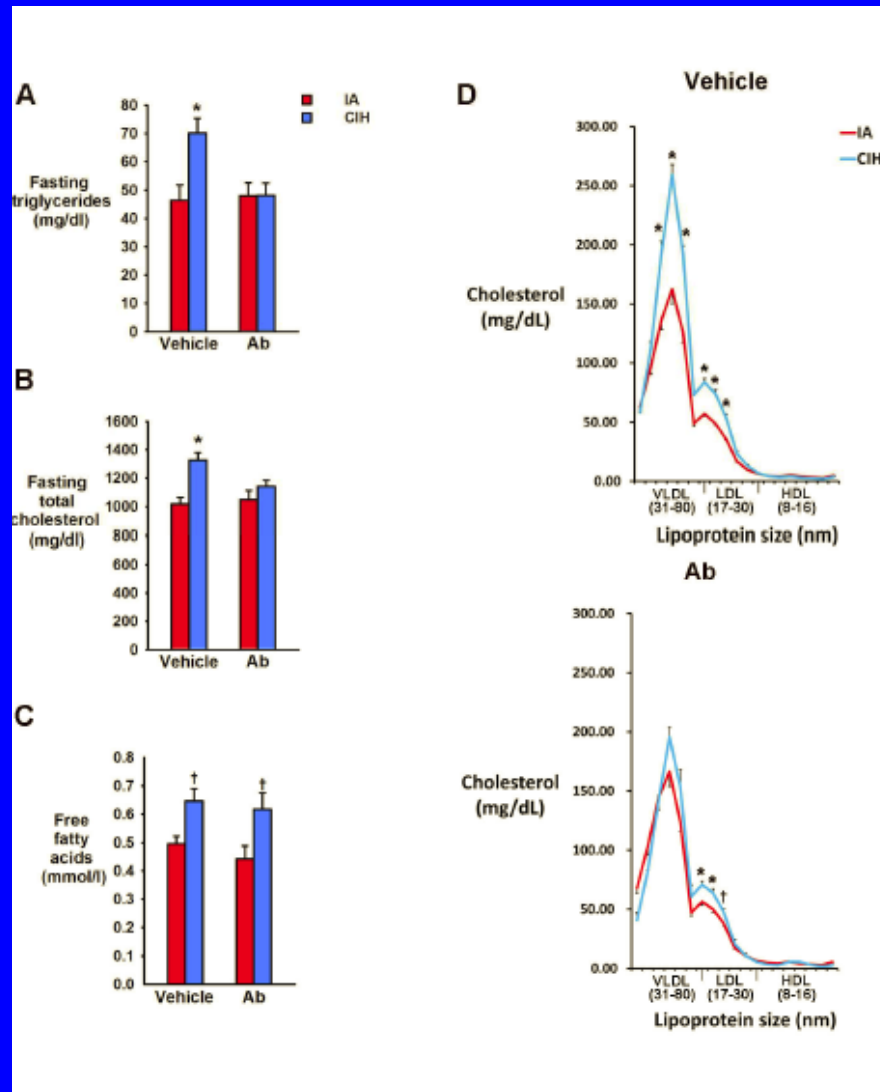 A
IA
CIH
*
80
70
60
50
40
30
20
10
0
Fasting
triglycerides
(mg/dl)
Vehicle Ab
B
*
1600
1400
1200
1000
800
600
400
200
0
Fasting
total
cholesterol
(mg/dl)
Vehicle Ab
C
† †
0.8
0.7
0.6
0.5
0.4
0.3
0.2
0.1
0.0
Free
fatty
acids
(mmol/l)
Vehicle Ab
D
Vehicle
IA
CIH
300.00
250.00
200.00
150.00
100.00
50.00
0.00
Cholesterol
(mg/dL)
*
* *
* * *
VLDL LDL HDL
(31-80) (17-30) (8-16)
Lipoprotein size (nm)
Ab
300.00
250.00
200.00
150.00
100.00
50.00
0.00
Cholesterol
(mg/dL)
* * †
VLDL LDL HDL
(31-80) (17-30) (8-16)
Lipoprotein size (nm)